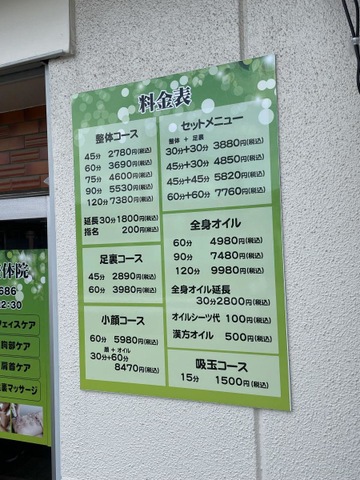 料金表
整体コース
45分 2780円(税込)
60分 3690円(税込)
75分 4600円(税込)
90分 5530円(税込)
120分 7380円(税込)
延長30分 1800円(税込)
指名 200円(税込)
足裏コース
45分 2890円(税込)
60分 3980円(税込)
小顔コース
60分 5980円(税込)
顔 + オイル
30分+60分
8470円(税込)
セットメニュー
整体 + 足裏
30分+30分 3880円(税込)
45分+30分 4850円(税込)
45分+45分 5820円(税込)
60分+60分 7760円(税込)
全身オイル
60分 4980円(税込)
90分 7480円(税込)
120分 9980円(税込)
全身オイル延長
30分2800円(税込)
オイルシーツ代 100円(税込)
漢方オイル 500円(税込)
吸玉コース
15分 1500円(税込)
体院
686
2:30
フェイスケア
胸部ケア
肩首ケア
マッサージ